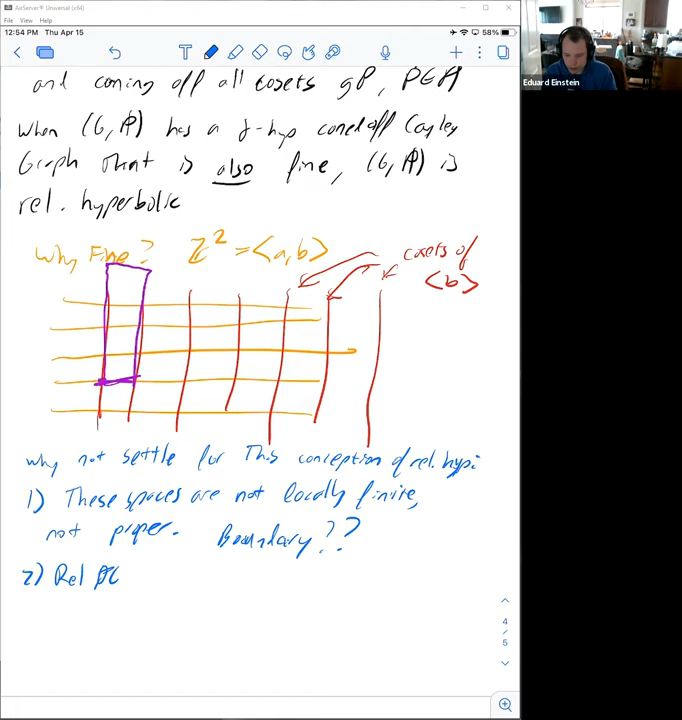 AirServer® Universal (x64)
File View Help
12:54 PM Thu Apr 15
58%
T
Eduard Einstein
and coning off all cosets gP, P∈ℙ
When (G, ℙ) has a δ-hyp coned off Cayley
Graph that is also fine, (G, ℙ) is
rel. hyperbolic
Why Fine? ℤ² = <a,b>
cosets of
<b>
why not settle for This conception of rel. hyp:
1) These spaces are not locally finite,
not proper. Boundary??
2) Rel
4
/
5